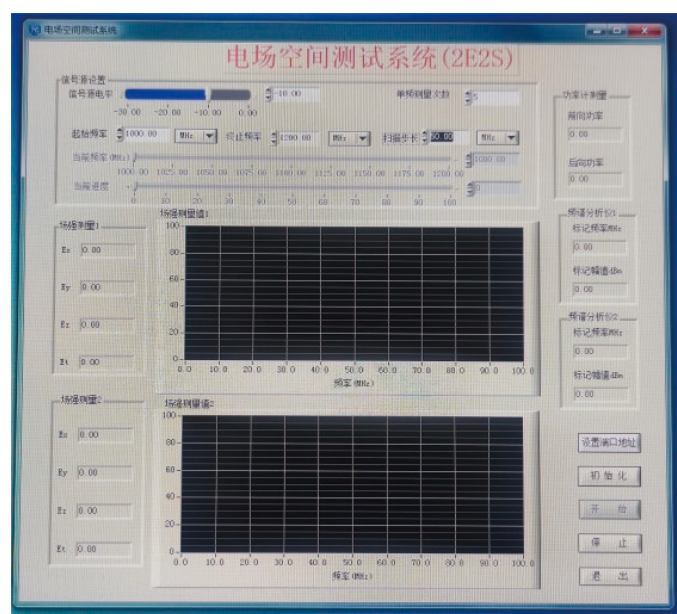 电场空间测试系统
电场空间测试系统(2E2S)
信号源设置
信号源电平
-10.00
单频测量次数
5
-30.00 -20.00 -10.00 0.00
起始频率 1000.00 MHz 终止频率 1200.00 MHz 扫描步长 50.00 MHz
当前频率(MHz)
1000.00
1000.00 1025.00 1050.00 1075.00 1100.00 1125.00 1150.00 1175.00 1200.00
当前进度
0
0 10 20 30 40 50 60 70 80 90 100
功率计测量
前向功率
0.00
后向功率
0.00
场强测量1
Ex 0.00
Ey 0.00
Ez 0.00
Et 0.00
场强测量值1
100
80
60
40
20
0
0.0 10.0 20.0 30.0 40.0 50.0 60.0 70.0 80.0 90.0 100.0
频率(MHz)
频谱分析仪1
标记频率MHz
0.00
标记幅值dBm
0.00
频谱分析仪2
标记频率MHz
0.00
标记幅值dBm
0.00
场强测量2
Ex 0.00
Ey 0.00
Ez 0.00
Et 0.00
场强测量值2
100
80
60
40
20
0
0.0 10.0 20.0 30.0 40.0 50.0 60.0 70.0 80.0 90.0 100.0
频率(MHz)
设置端口地址
初 始 化
开 始
停 止
退 出